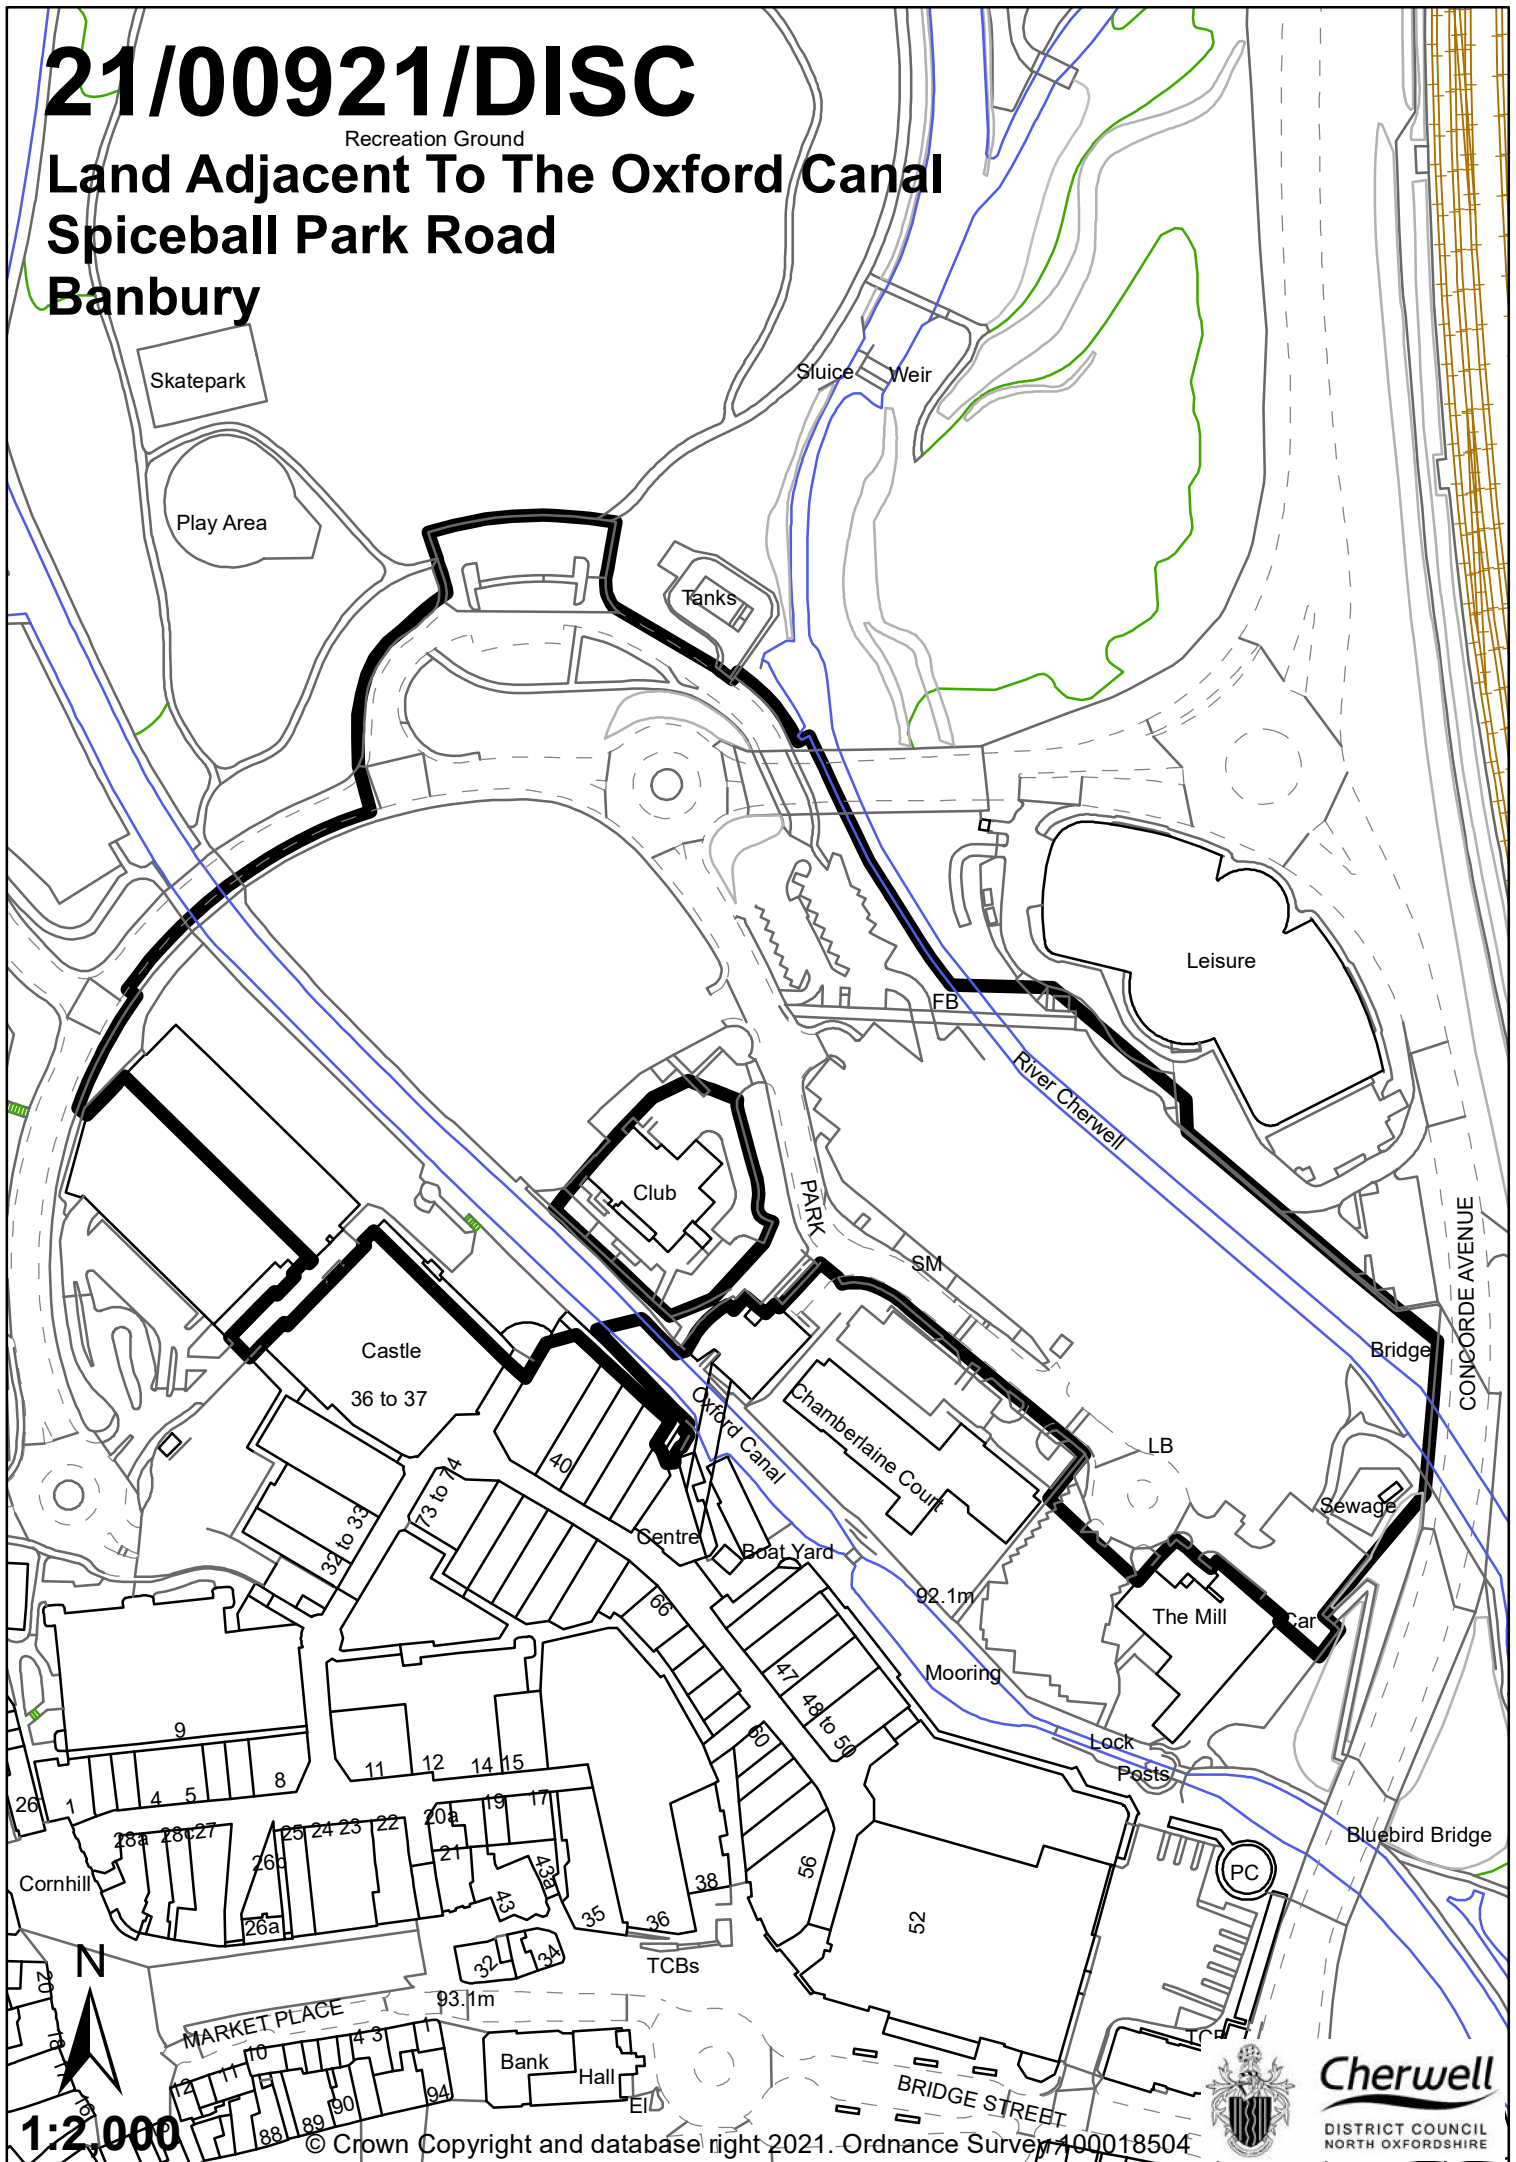 21/00921/DISC
Recreation Ground
Land Adjacent To The Oxford Canal
Spiceball Park Road
Banbury
Skatepark
Sluice
Weir
Play Area
Tanks
Leisure
FB
River Cherwell
Club
PARK
SM
CONCORDE AVENUE
Bridge
Castle
36 to 37
Oxford Canal
Chamberlaine Court
LB
40
73 to 74
Sewage
32 to 33
Centre
Boat Yard
92.1m
The Mill
Car
66
Mooring
47
48 to 50
60
9
Lock
Posts
11
12
14
15
8
26
1
4
5
17
19
20a
22
23
24
25
28a
28c
27
Bluebird Bridge
21
26c
43a
56
PC
Cornhill
38
43
35
36
52
26a
34
32
TCBs
N
20
93.1m
MARKET PLACE
18
1
4
3
10
11
12
Bank
Hall
16
94
90
89
88
El
BRIDGE STREET
1:2,000
© Crown Copyright and database right 2021. Ordnance Survey 100018504
Cherwell
DISTRICT COUNCIL
NORTH OXFORDSHIRE